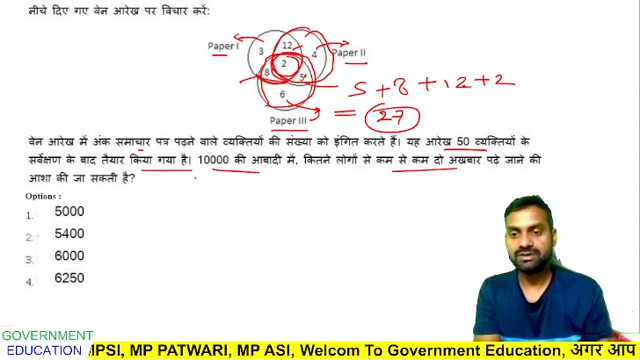 नीचे दिए गए वेन आरेख पर विचार करें:
Paper I
3
12
4
Paper II
2
8
5
6
5 + 8 + 12 + 2
= 27
Paper III
वेन आरेख में अंक समाचार पत्र पढ़ने वाले व्यक्तियों की संख्या को इंगित करते हैं। यह आरेख 50 व्यक्तियों के
सर्वेक्षण के बाद तैयार किया गया है। 10000 की आबादी में, कितने लोगों से कम से कम दो अखबार पढ़े जाने की
आशा की जा सकती है?
Options :
1. 5000
2. 5400
3. 6000
4. 6250
GOVERNMENT
EDUCATION
MPSI, MP PATWARI, MP ASI, Welcome To Government Education, अगर आप